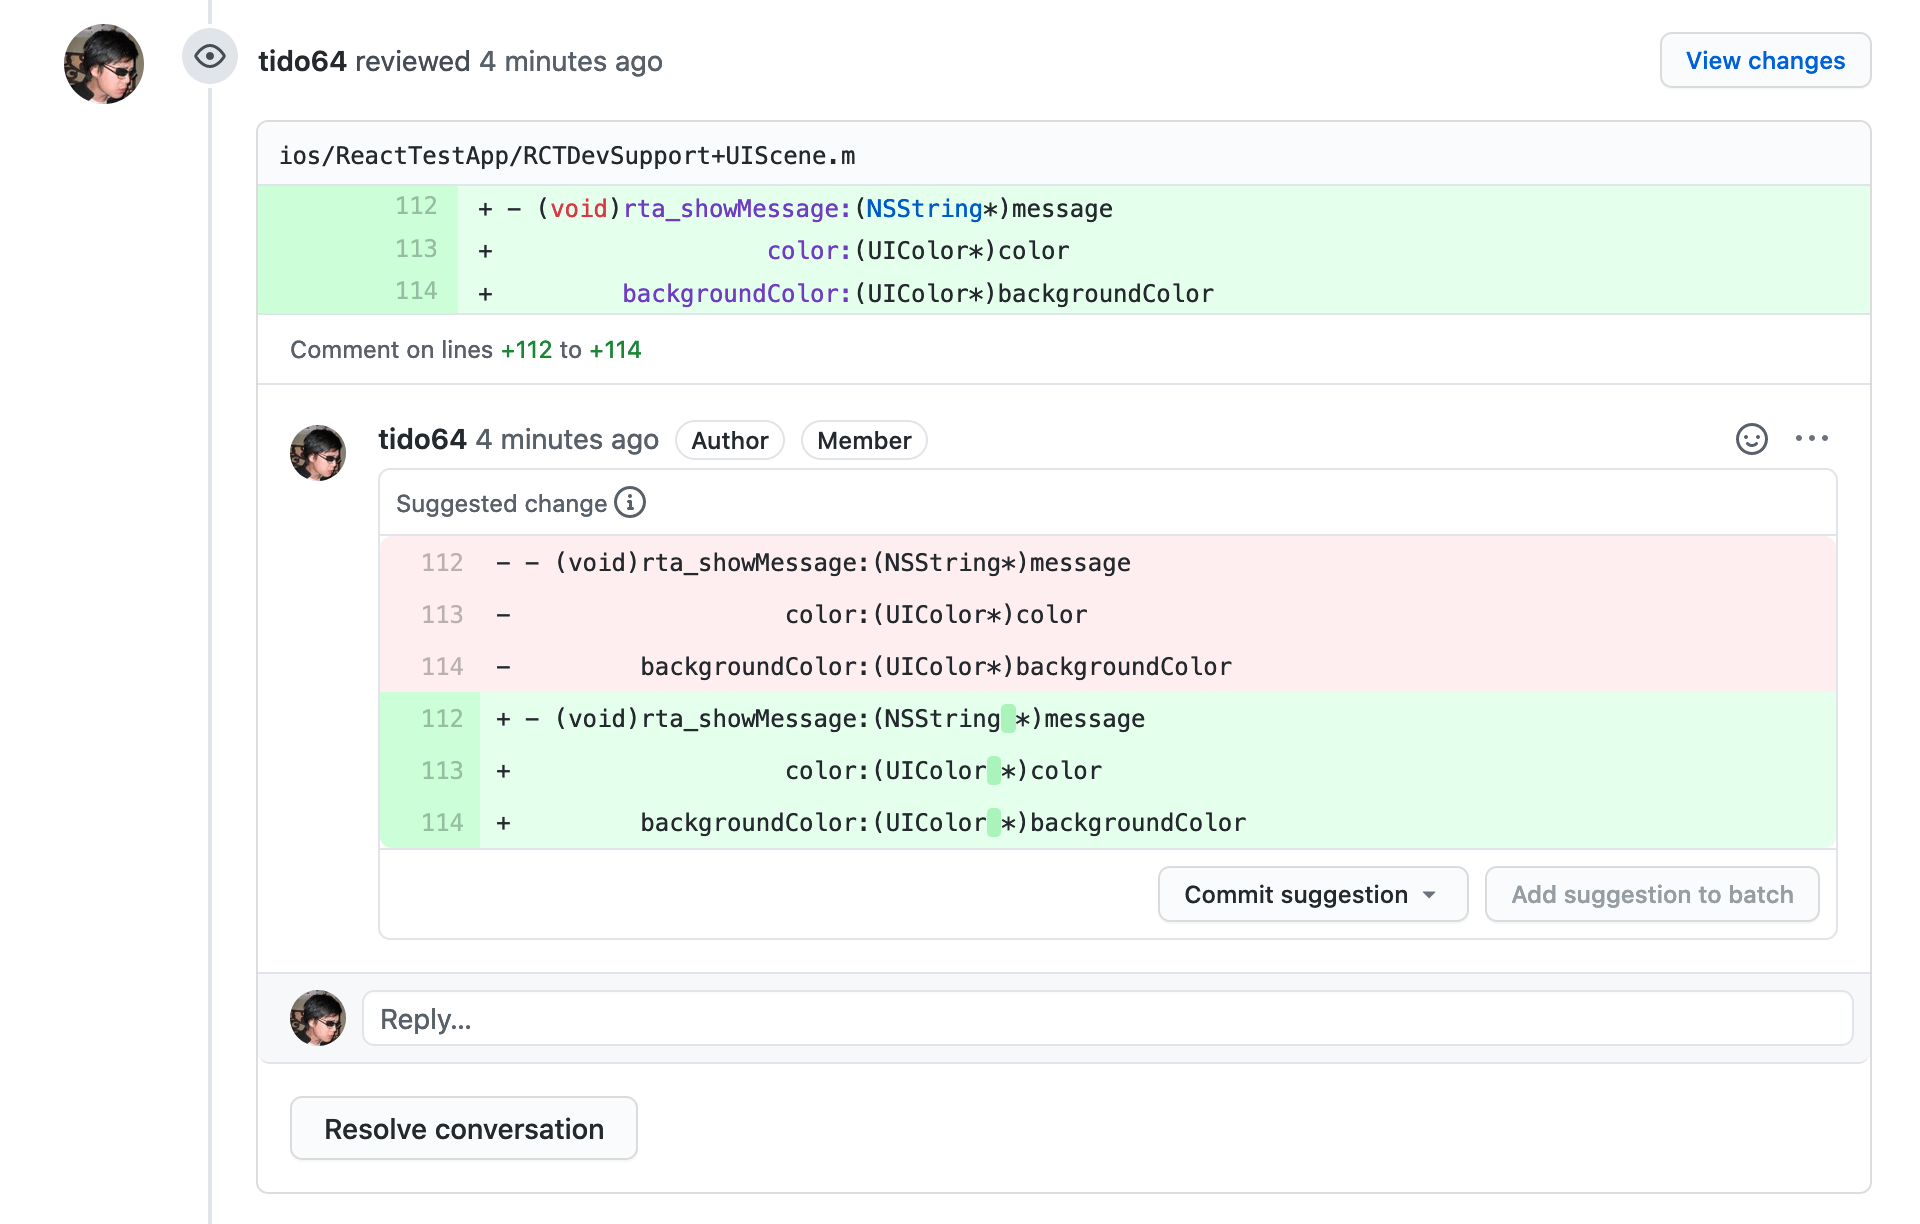 tido64 reviewed 4 minutes ago
View changes
ios/ReactTestApp/RCTDevSupport+UIScene.m
112 + - (void)rta_showMessage:(NSString*)message
113 +                   color:(UIColor*)color
114 +         backgroundColor:(UIColor*)backgroundColor
Comment on lines +112 to +114
tido64 4 minutes ago Author Member
Suggested change
112 - - (void)rta_showMessage:(NSString*)message
113 -                   color:(UIColor*)color
114 -         backgroundColor:(UIColor*)backgroundColor
112 + - (void)rta_showMessage:(NSString *)message
113 +                   color:(UIColor *)color
114 +         backgroundColor:(UIColor *)backgroundColor
Commit suggestion
Add suggestion to batch
Reply...
Resolve conversation